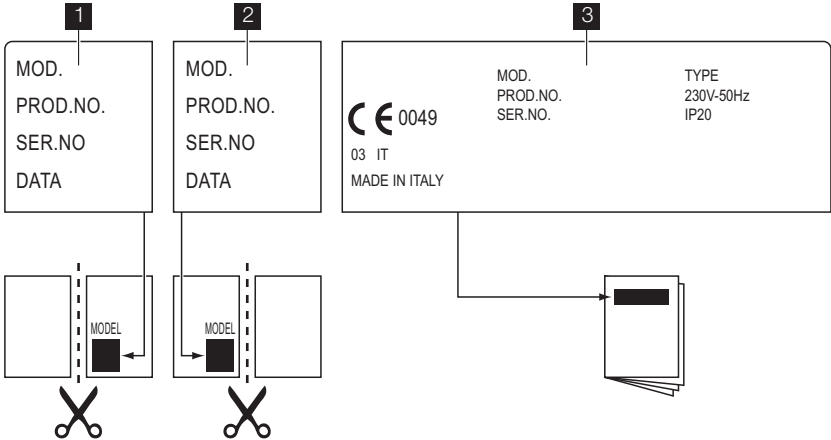 1
2
3
MOD.
PROD.NO.
SER.NO
DATA
MOD.
PROD.NO.
SER.NO
DATA
CE 0049
03 IT
MADE IN ITALY
MOD.
PROD.NO.
SER.NO.
TYPE
230V-50Hz
IP20
MODEL
MODEL